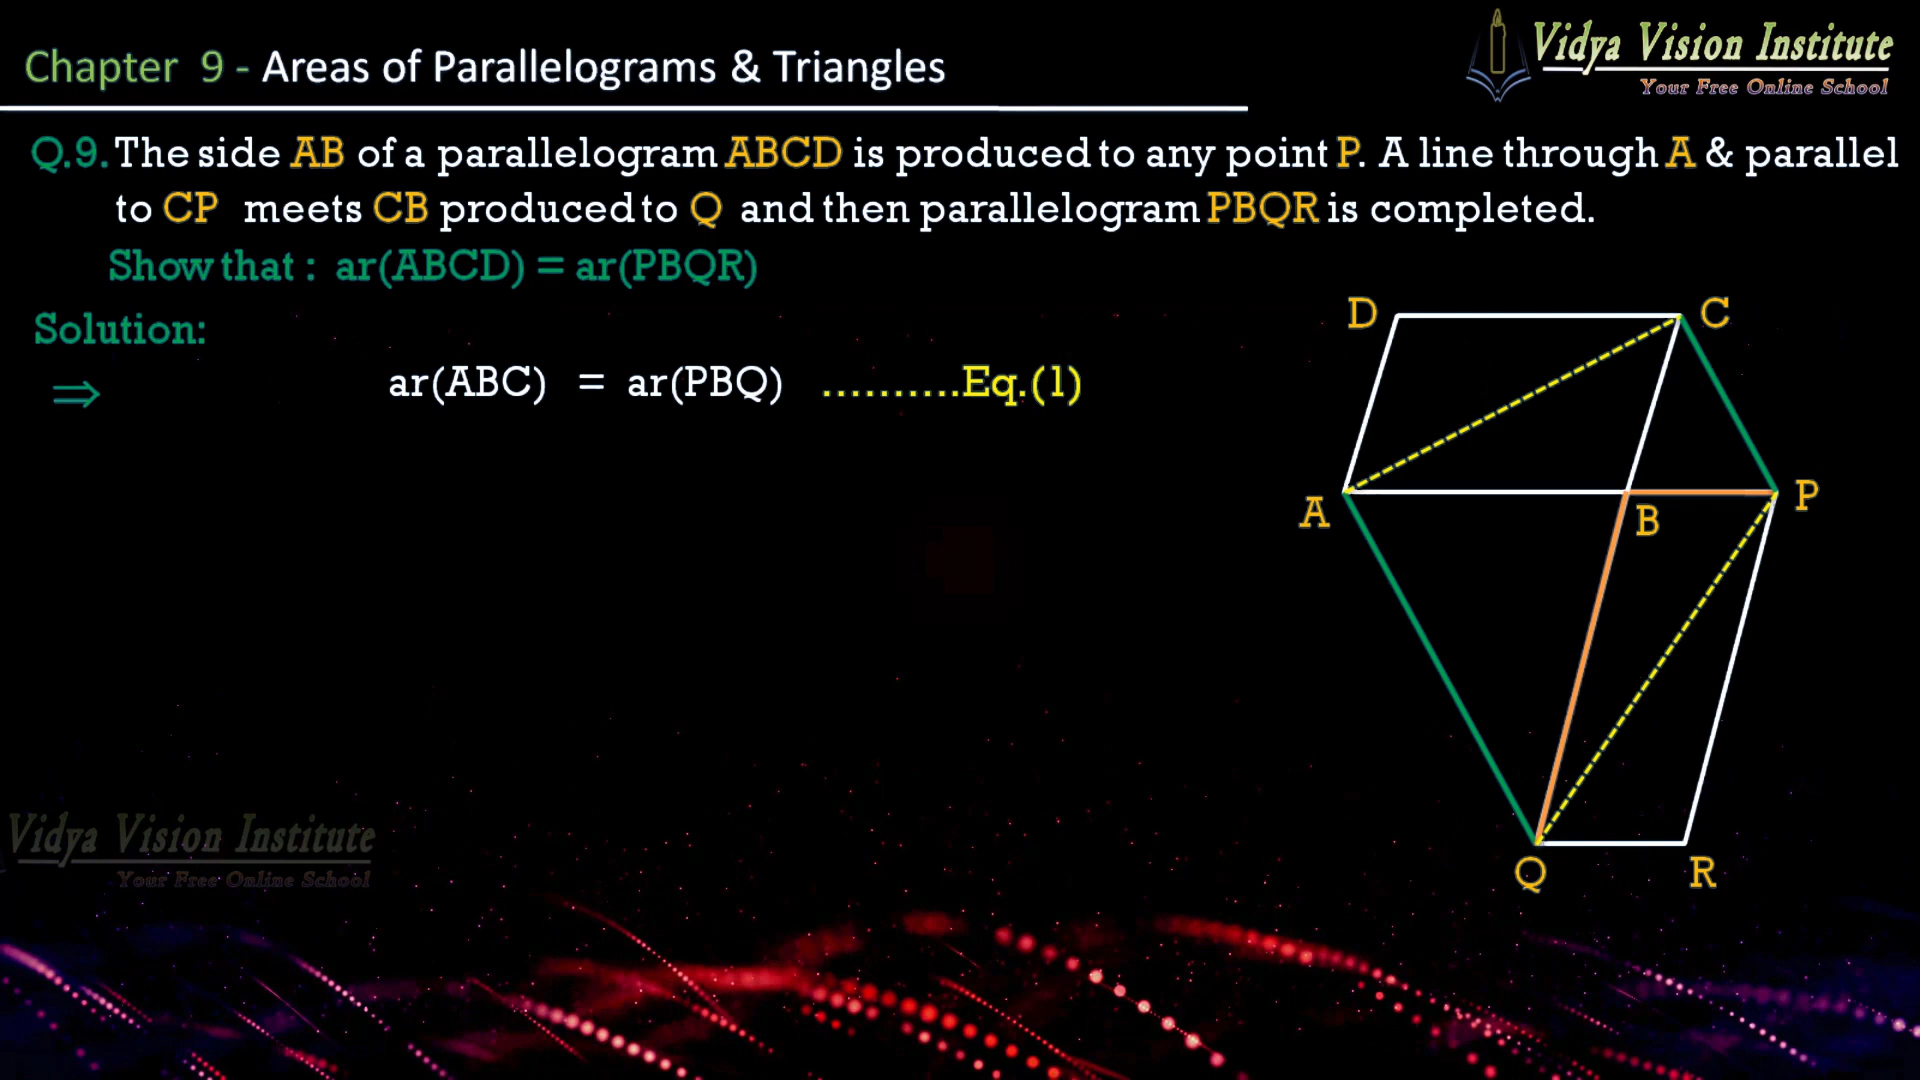 Chapter 9 - Areas of Parallelograms & Triangles
Vidya Vision Institute
Your Free Online School
Q.9. The side AB of a parallelogram ABCD is produced to any point P. A line through A & parallel
to CP meets CB produced to Q and then parallelogram PBQR is completed.
Show that : ar(ABCD) = ar(PBQR)
Solution:
⇒ ar(ABC) = ar(PBQ) ..........Eq.(1)
D C
A B P
Q R
Vidya Vision Institute
Your Free Online School